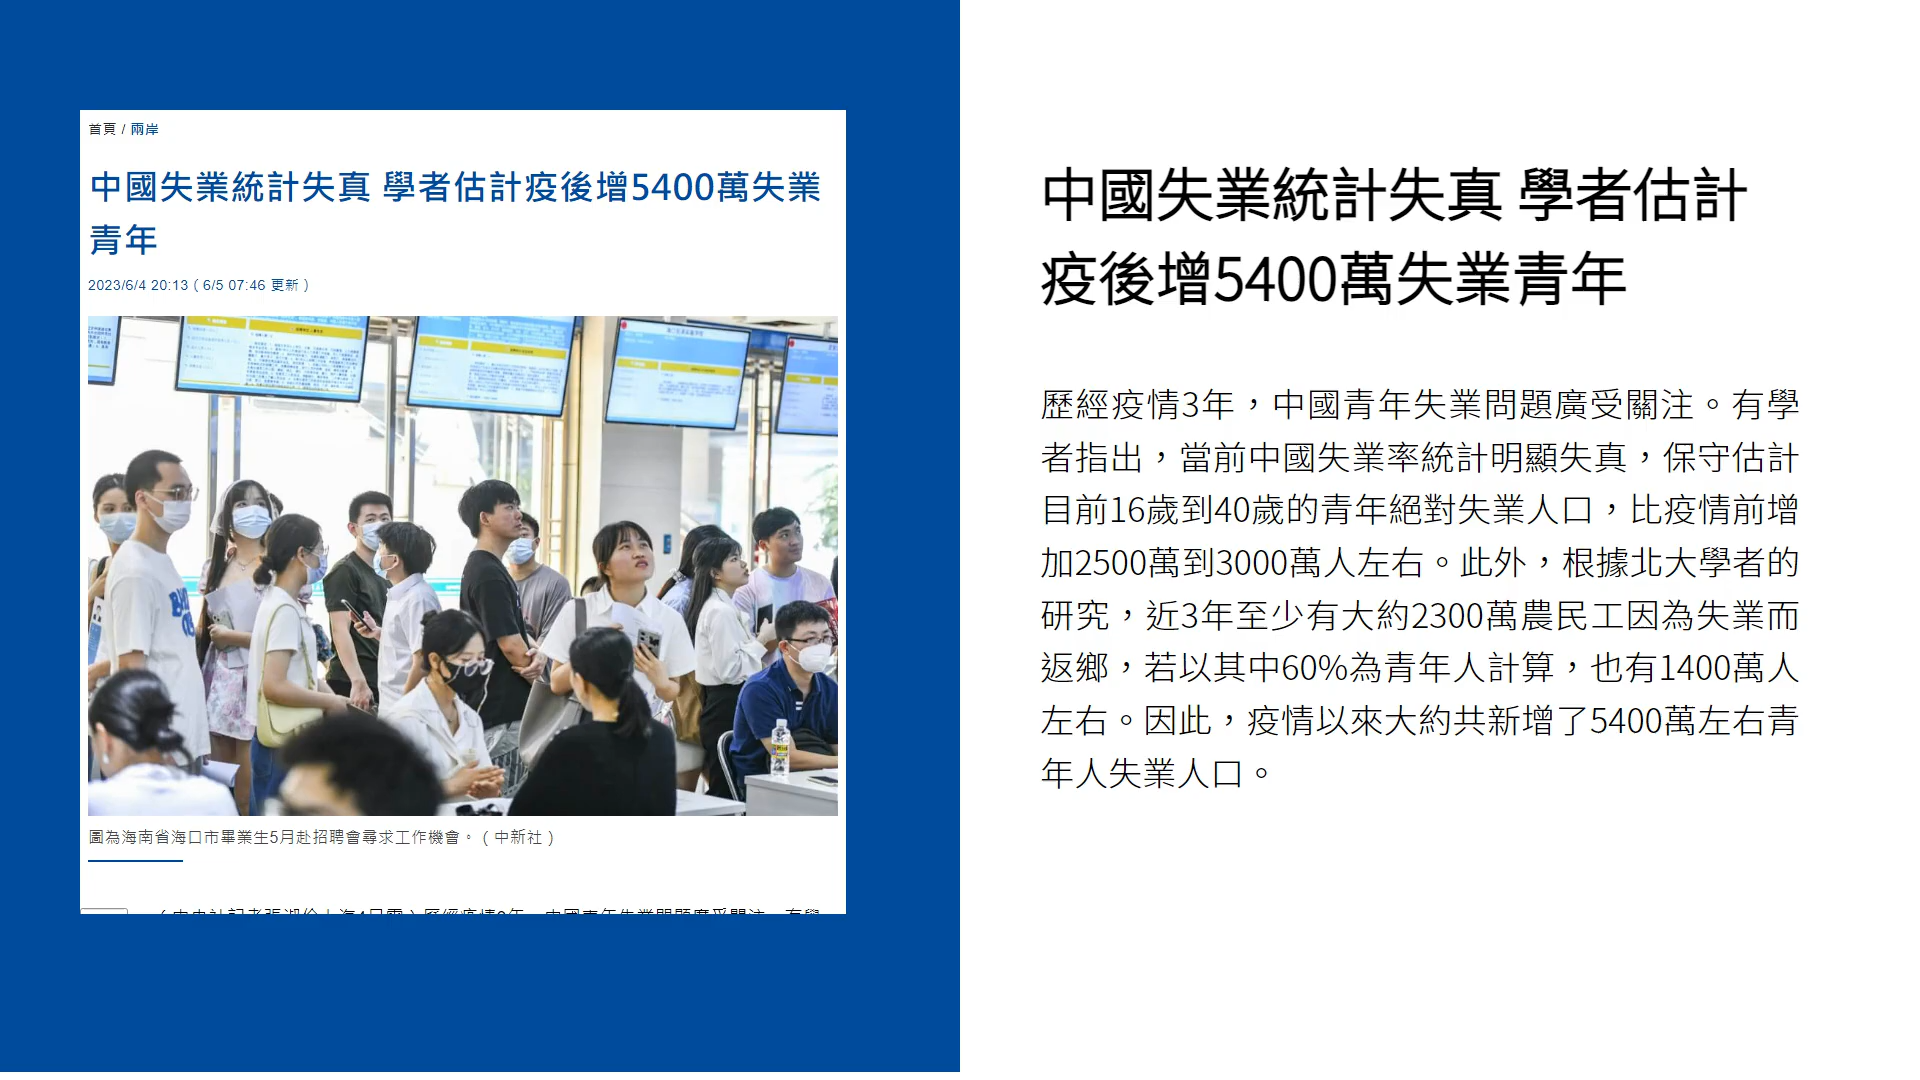 首頁 / 兩岸
中國失業統計失真 學者估計疫後增5400萬失業
青年
2023/6/4 20:13（6/5 07:46 更新）
圖為海南省海口市畢業生5月赴招聘會尋求工作機會。（中新社）
中國失業統計失真 學者估計
疫後增5400萬失業青年
歷經疫情3年，中國青年失業問題廣受關注。有學
者指出，當前中國失業率統計明顯失真，保守估計
目前16歲到40歲的青年絕對失業人口，比疫情前增
加2500萬到3000萬人左右。此外，根據北大學者的
研究，近3年至少有大約2300萬農民工因為失業而
返鄉，若以其中60%為青年人計算，也有1400萬人
左右。因此，疫情以來大約共新增了5400萬左右青
年人失業人口。